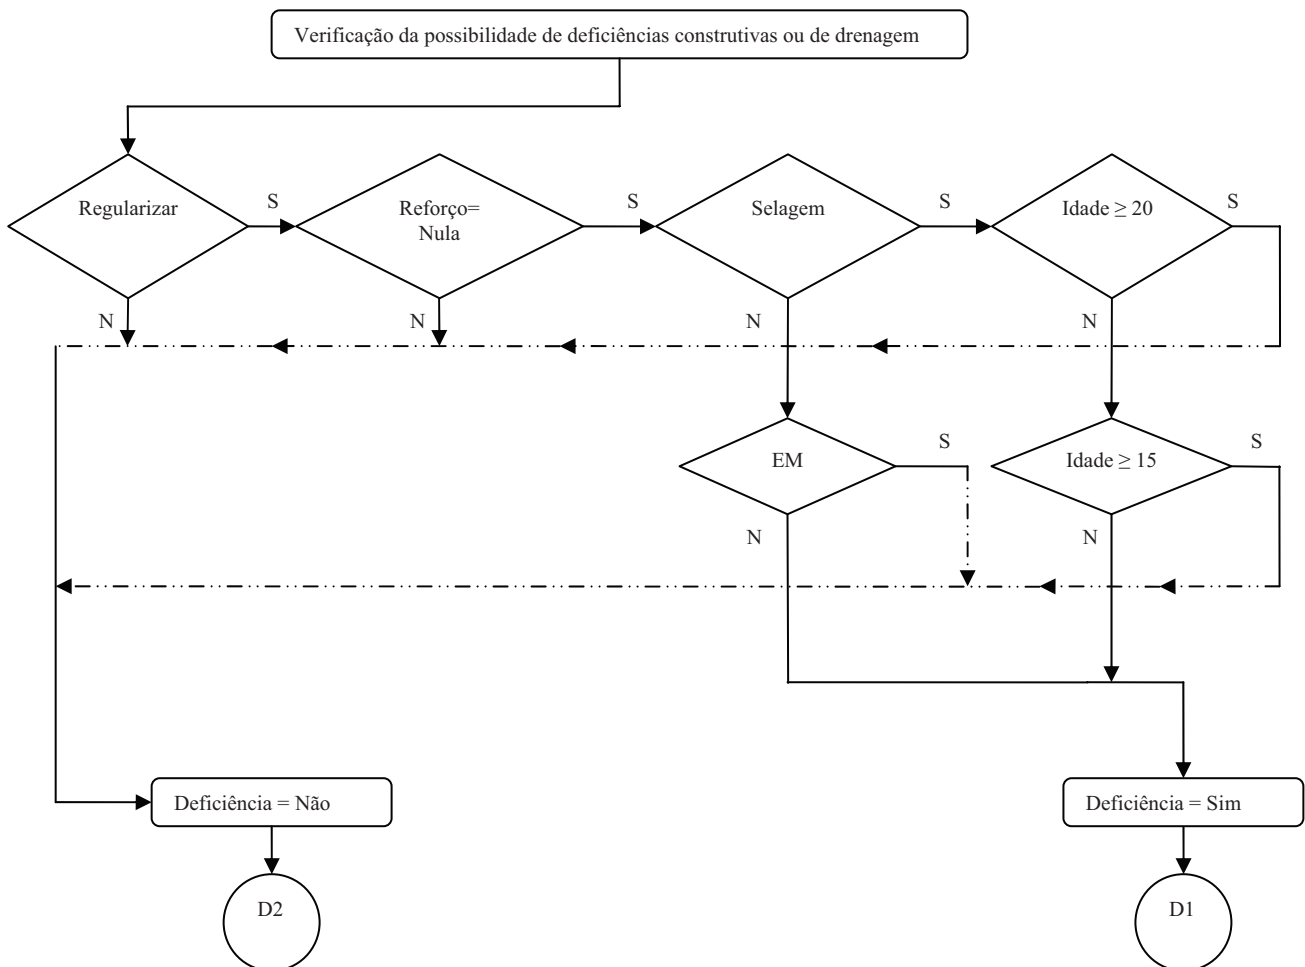 Verificação da possibilidade de deficiências construtivas ou de drenagem
Regularizar
S
Reforço=
Nula
S
Selagem
S
Idade ≥ 20
S
N
N
N
N
EM
S
Idade ≥ 15
S
N
N
Deficiência = Não
Deficiência = Sim
D2
D1